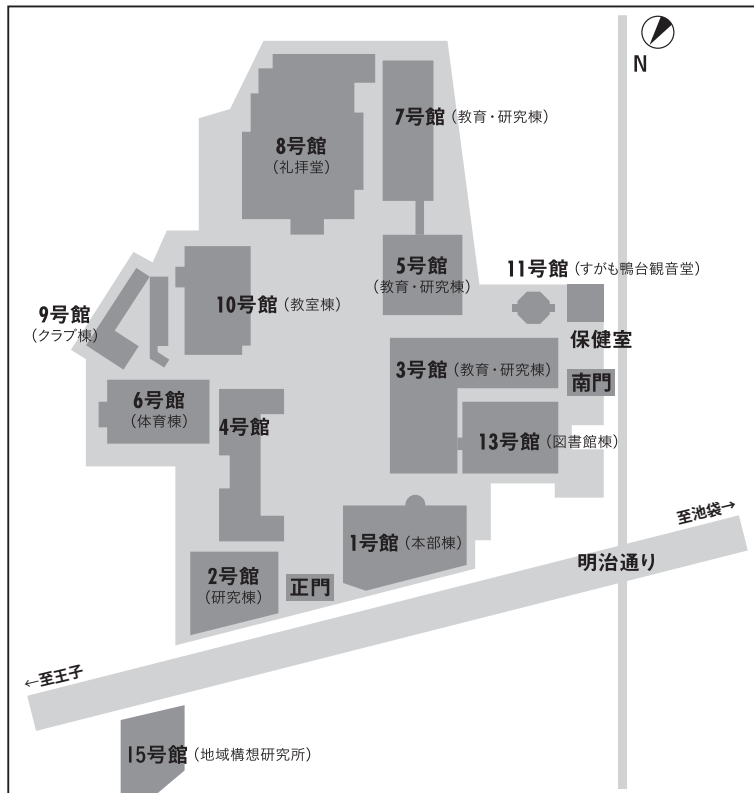 N
7号館(教育・研究棟)
8号館
(礼拝堂)
5号館
(教育・研究棟)
11号館(すがも鴨台観音堂)
10号館(教室棟)
9号館
(クラブ棟)
保健室
3号館(教育・研究棟)
南門
6号館
(体育棟)
4号館
13号館(図書館棟)
至池袋→
1号館(本部棟)
明治通り
2号館
(研究棟)
正門
←至王子
15号館(地域構想研究所)